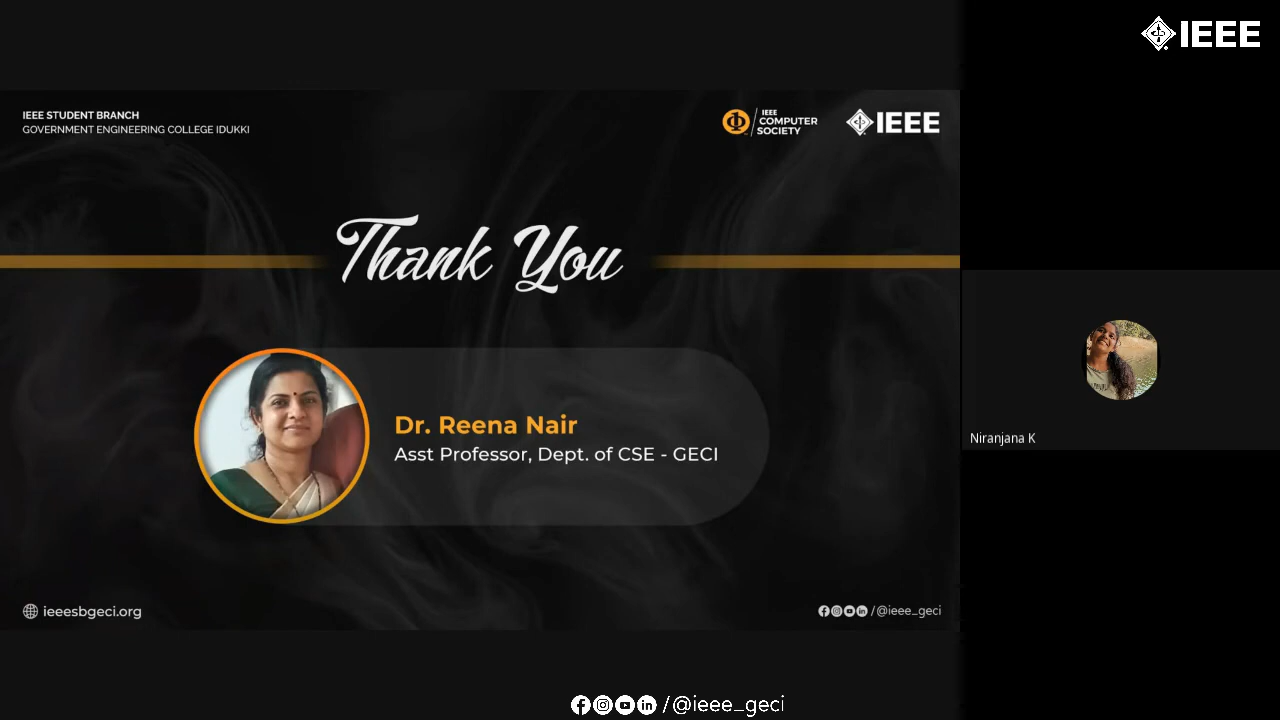 IEEE
IEEE STUDENT BRANCH
GOVERNMENT ENGINEERING COLLEGE IDUKKI
IEEE
COMPUTER
SOCIETY
IEEE
Thank You
Dr. Reena Nair
Asst Professor, Dept. of CSE - GECI
Niranjana K
ieeesbgeci.org
/@ieee_geci
/@ieee_geci